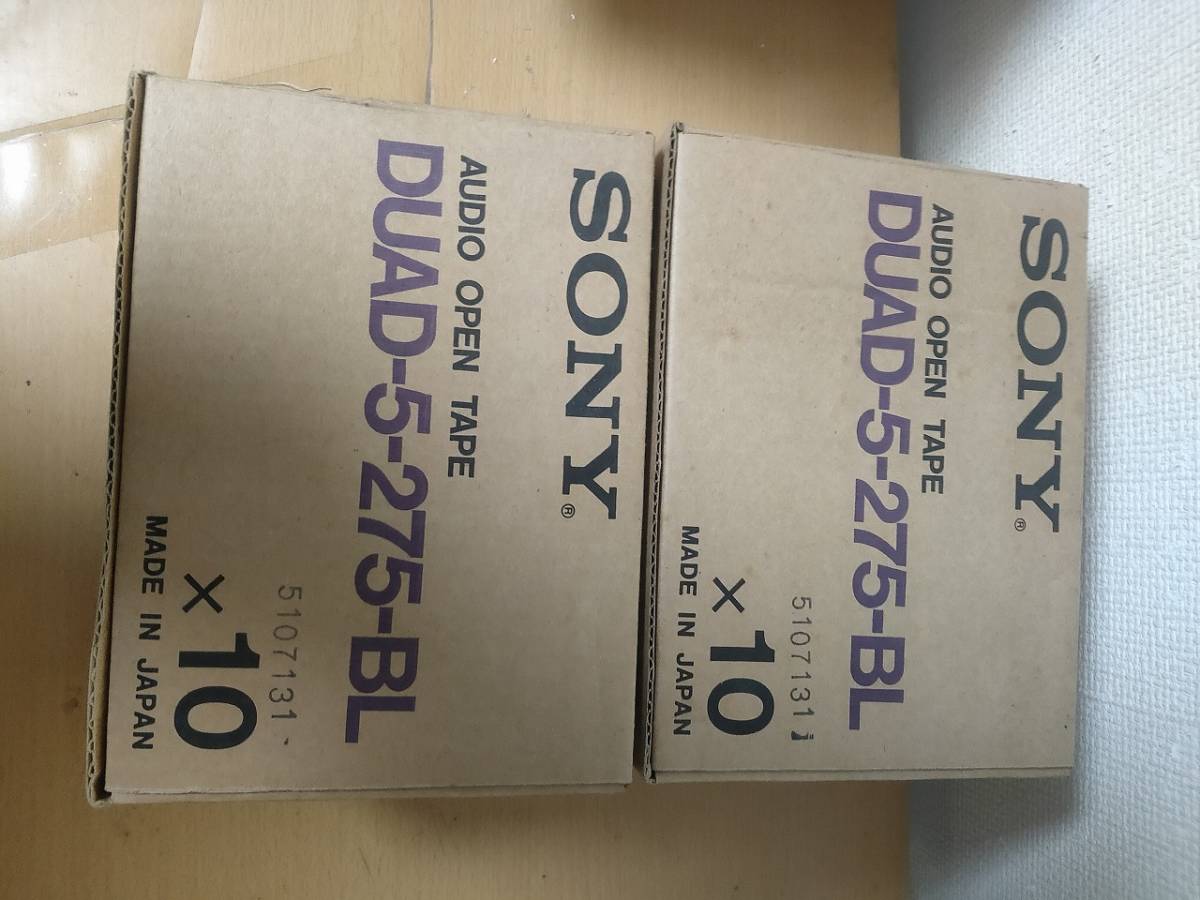 SONY®
AUDIO OPEN TAPE
DUAD-5-275-BL
5107131
×10
MADE IN JAPAN
SONY®
AUDIO OPEN TAPE
DUAD-5-275-BL
5107131
×10
MADE IN JAPAN